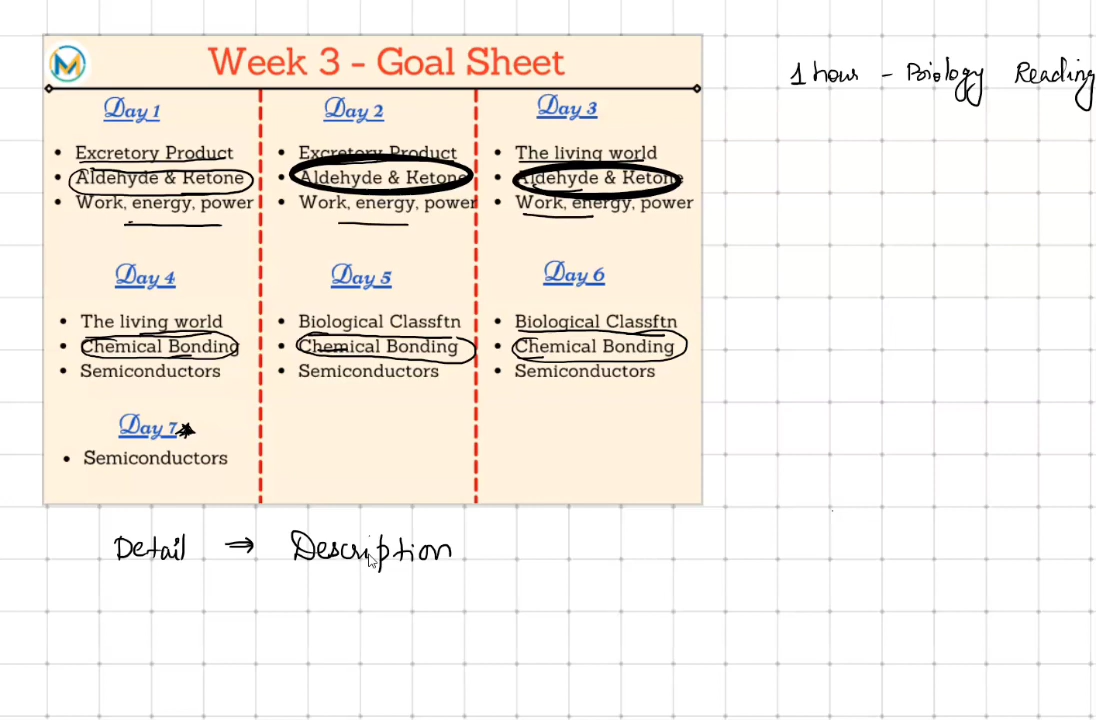 Week 3 - Goal Sheet
1 hour - Biology Reading
Day 1
• Excretory Product
• Aldehyde & Ketone
• Work, energy, power
Day 2
• Excretory Product
• Aldehyde & Ketone
• Work, energy, power
Day 3
• The living world
• Aldehyde & Ketone
• Work, energy, power
Day 4
• The living world
• Chemical Bonding
• Semiconductors
Day 5
• Biological Classftn
• Chemical Bonding
• Semiconductors
Day 6
• Biological Classftn
• Chemical Bonding
• Semiconductors
Day 7
• Semiconductors
Detail ⇒ Description